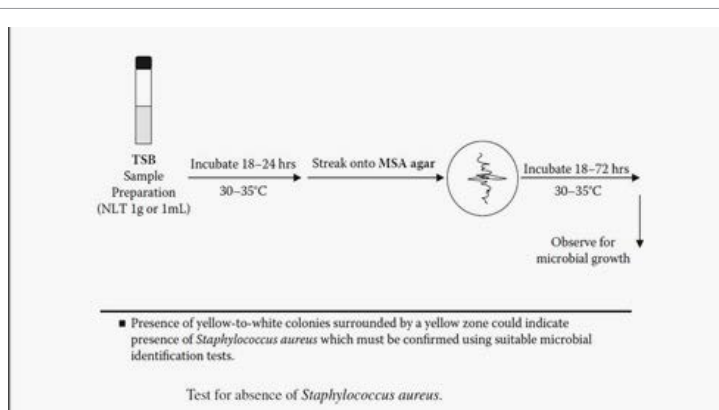 TSB
Sample
Preparation
(NLT 1g or 1mL)
Incubate 18–24 hrs
30–35°C
Streak onto MSA agar
Incubate 18–72 hrs
30–35°C
Observe for
microbial growth
■ Presence of yellow-to-white colonies surrounded by a yellow zone could indicate
presence of Staphylococcus aureus which must be confirmed using suitable microbial
identification tests.
Test for absence of Staphylococcus aureus.